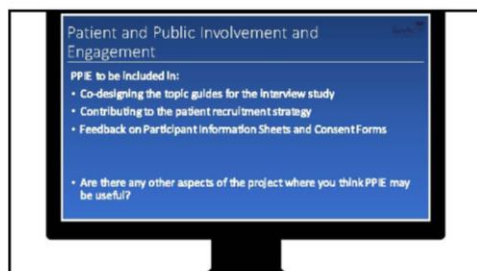 Patient and Public Involvement and
Engagement
PPIE to be included in:
• Co-designing the topic guides for the interview study
• Contributing to the patient recruitment strategy
• Feedback on Participant Information Sheets and Consent Forms
• Are there any other aspects of the project where you think PPIE may
be useful?